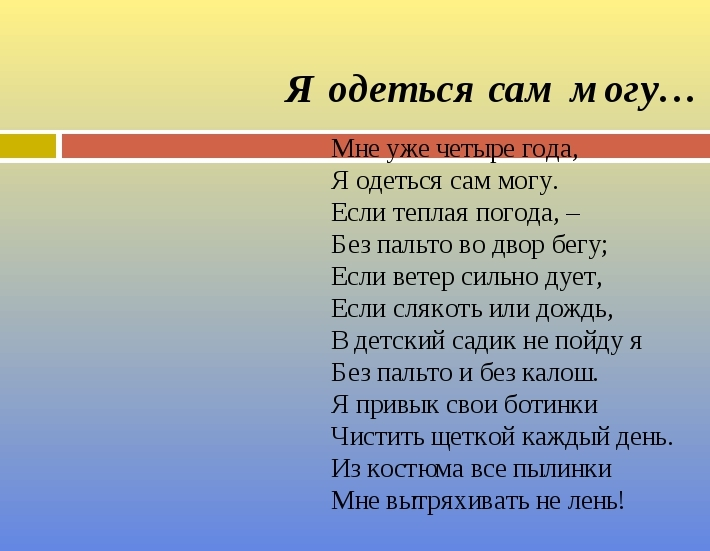 Я одеться сам могу…
Мне уже четыре года,
Я одеться сам могу.
Если теплая погода, –
Без пальто во двор бегу;
Если ветер сильно дует,
Если слякоть или дождь,
В детский садик не пойду я
Без пальто и без калош.
Я привык свои ботинки
Чистить щеткой каждый день.
Из костюма все пылинки
Мне вытряхивать не лень!